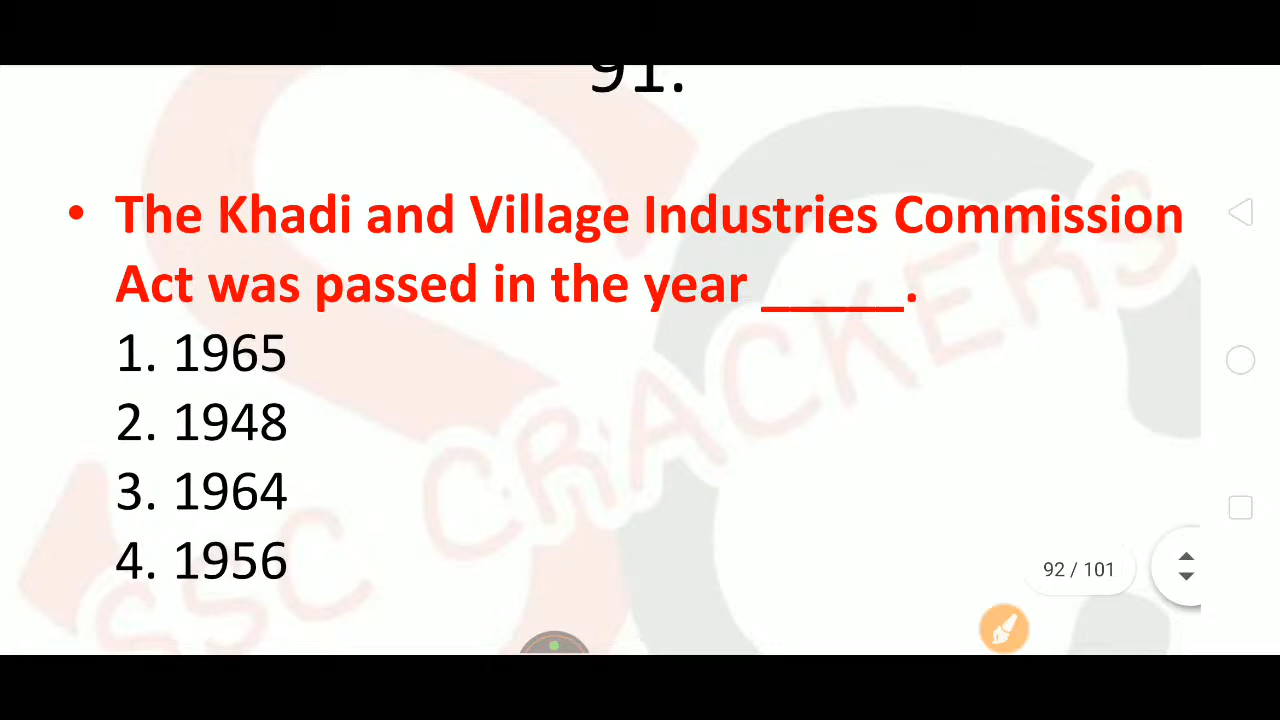 91.
• The Khadi and Village Industries Commission
Act was passed in the year _____.
1. 1965
2. 1948
3. 1964
4. 1956
92 / 101
SSC CRACKERS